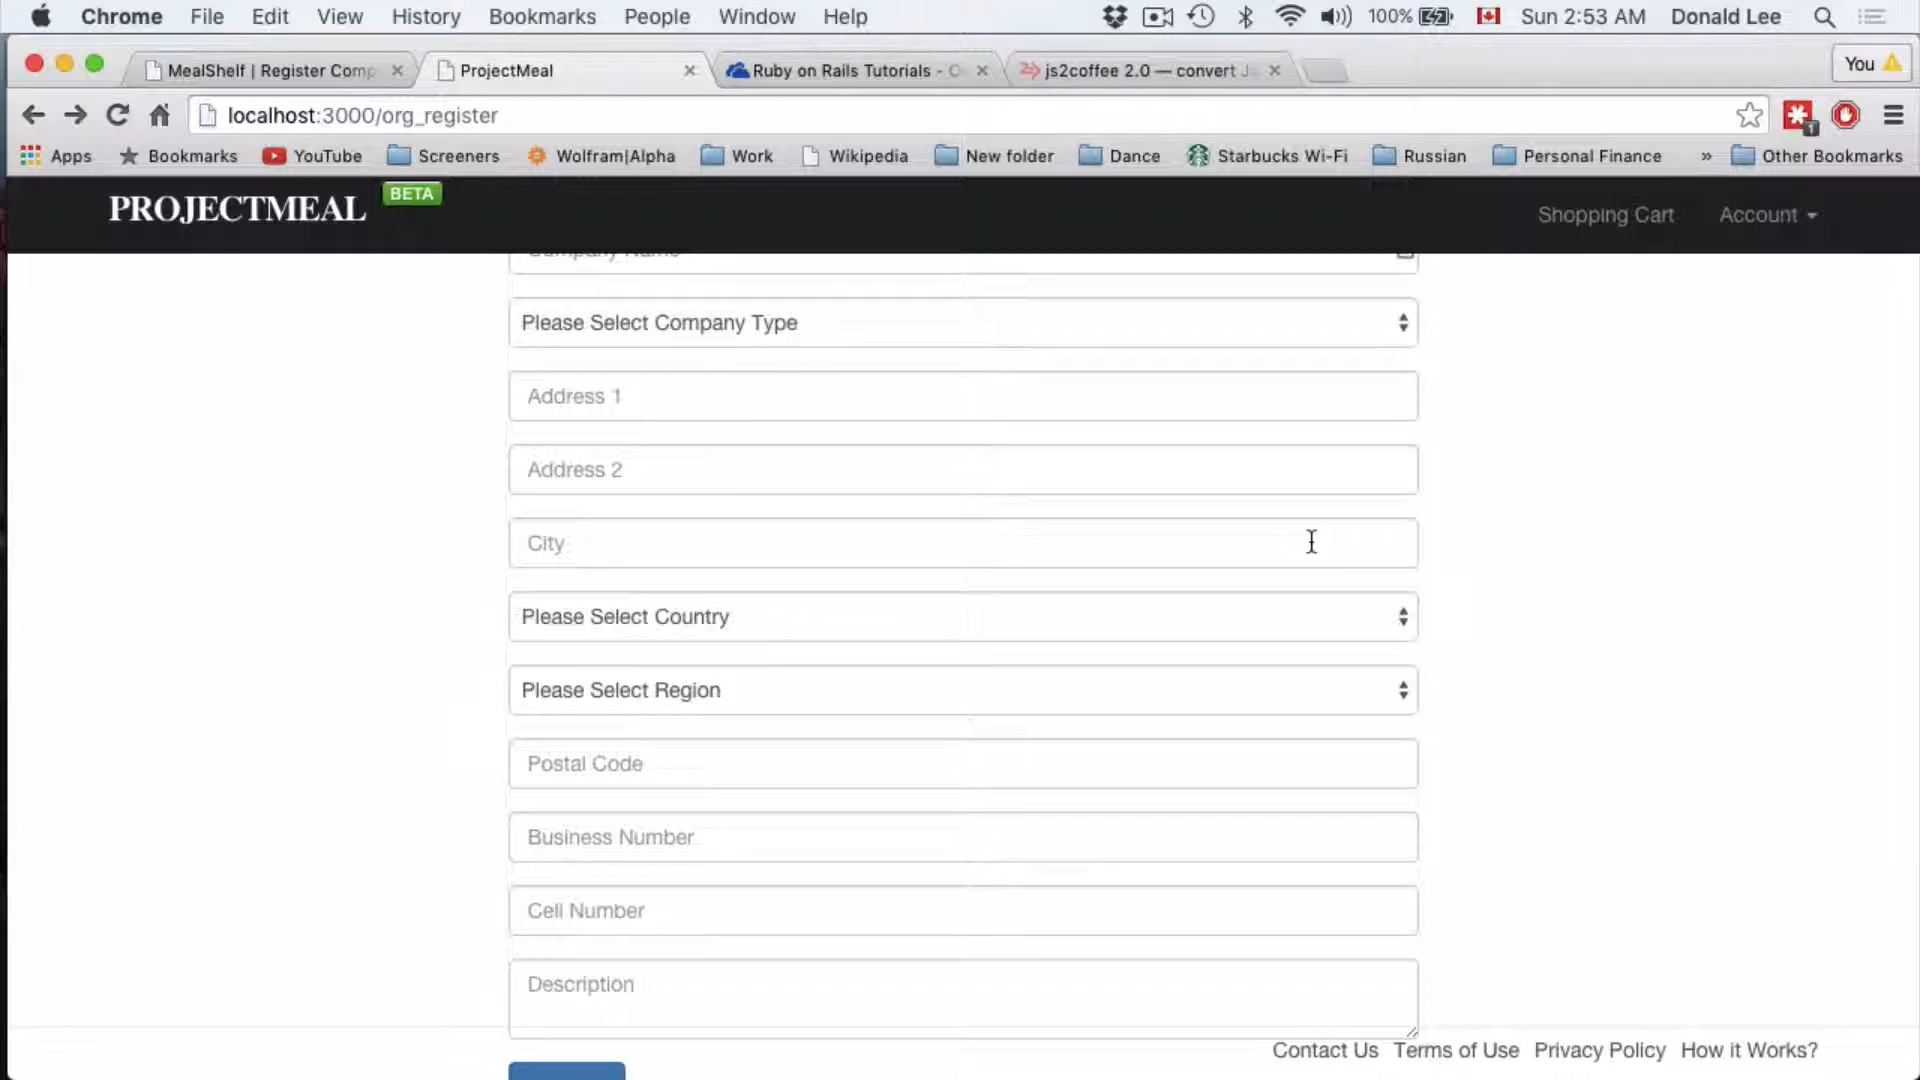 Chrome File Edit View History Bookmarks People Window Help 100% Sun 2:53 AM Donald Lee
MealShelf | Register Comp ProjectMeal Ruby on Rails Tutorials - O js2coffee 2.0 — convert J You
localhost:3000/org_register
Apps Bookmarks YouTube Screeners Wolfram|Alpha Work Wikipedia New folder Dance Starbucks Wi-Fi Russian Personal Finance » Other Bookmarks
PROJECTMEAL BETA Shopping Cart Account
Company Name
Please Select Company Type
Address 1
Address 2
City
Please Select Country
Please Select Region
Postal Code
Business Number
Cell Number
Description
Contact Us Terms of Use Privacy Policy How it Works?